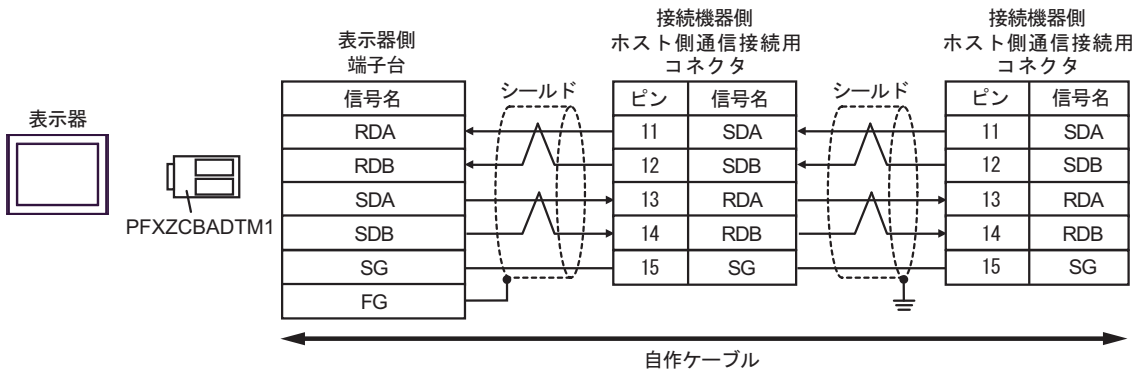 表示器
PFXZCBADTM1
表示器側
端子台
信号名
RDA
RDB
SDA
SDB
SG
FG
シールド
接続機器側
ホスト側通信接続用
コネクタ
ピン 信号名
11 SDA
12 SDB
13 RDA
14 RDB
15 SG
シールド
接続機器側
ホスト側通信接続用
コネクタ
ピン 信号名
11 SDA
12 SDB
13 RDA
14 RDB
15 SG
自作ケーブル